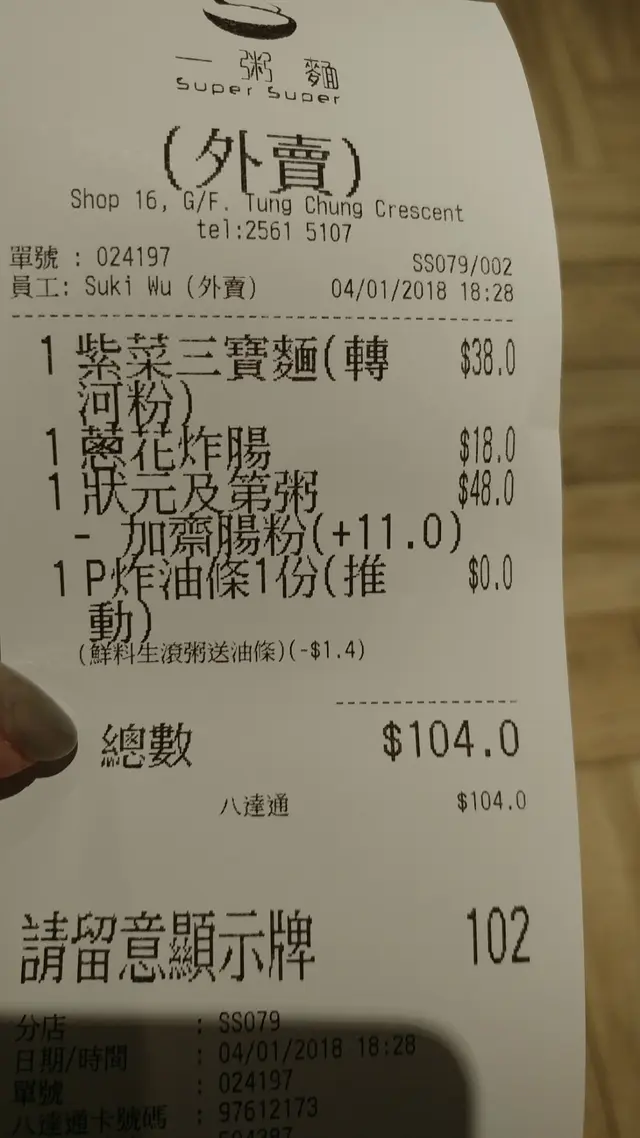 一粥麵
Super Super
(外賣)
Shop 16, G/F. Tung Chung Crescent
tel:2561 5107
單號 : 024197 SS079/002
員工: Suki Wu (外賣) 04/01/2018 18:28
1 紫菜三寶麵(轉 $38.0
河粉)
1 蔥花炸腸 $18.0
1 狀元及第粥 $48.0
- 加齋腸粉(+11.0)
1 P炸油條1份(推 $0.0
動)
(鮮料生滾粥送油條)(-$1.4)
總數 $104.0
八達通 $104.0
請留意顯示牌 102
分店 : SS079
日期/時間 : 04/01/2018 18:28
單號 : 024197
八達通卡號碼 : 97612173